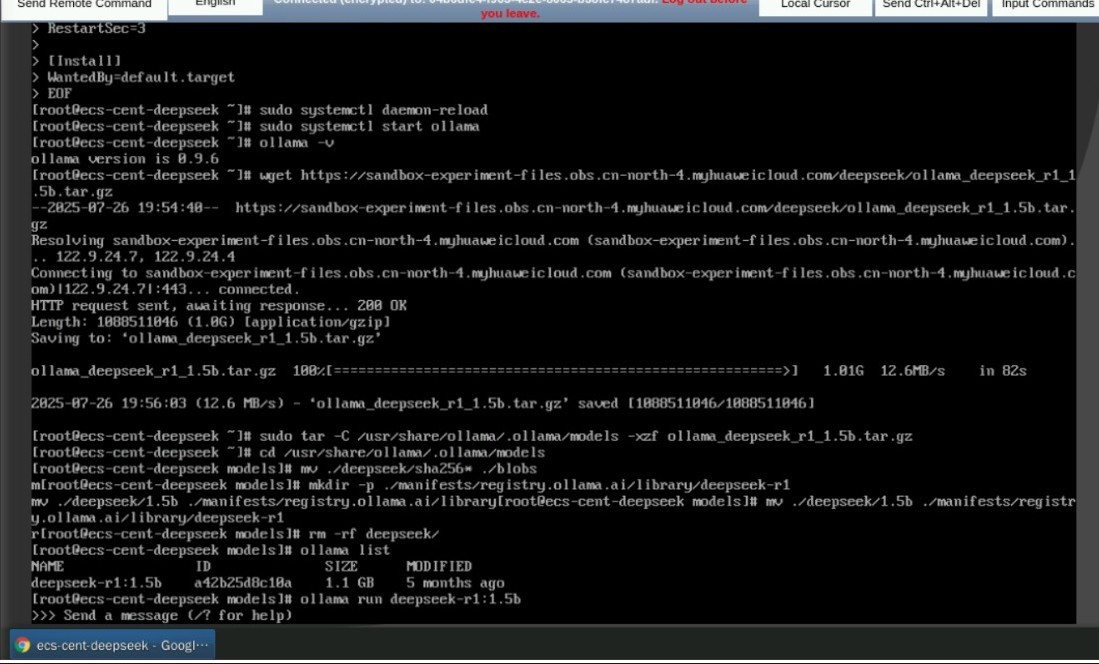 Send Remote Command
English
you leave.
Local Cursor
Send Ctrl+Alt+Del
Input Commands
> RestartSec=3
>
> [Install]
> WantedBy=default.target
> EOF
[root@ecs-cent-deepseek ~]# sudo systemctl daemon-reload
[root@ecs-cent-deepseek ~]# sudo systemctl start ollama
[root@ecs-cent-deepseek ~]# ollama -v
ollama version is 0.9.6
[root@ecs-cent-deepseek ~]# wget https://sandbox-experiment-files.obs.cn-north-4.myhuaweicloud.com/deepseek/ollama_deepseek_r1_1
.5b.tar.gz
--2025-07-26 19:54:40--  https://sandbox-experiment-files.obs.cn-north-4.myhuaweicloud.com/deepseek/ollama_deepseek_r1_1.5b.tar.
gz
Resolving sandbox-experiment-files.obs.cn-north-4.myhuaweicloud.com (sandbox-experiment-files.obs.cn-north-4.myhuaweicloud.com).
.. 122.9.24.7, 122.9.24.4
Connecting to sandbox-experiment-files.obs.cn-north-4.myhuaweicloud.com (sandbox-experiment-files.obs.cn-north-4.myhuaweicloud.c
om)|122.9.24.7|:443... connected.
HTTP request sent, awaiting response... 200 OK
Length: 1088511046 (1.0G) [application/gzip]
Saving to: ‘ollama_deepseek_r1_1.5b.tar.gz’
ollama_deepseek_r1_1.5b.tar.gz  100%[=======================================================>]   1.01G  12.6MB/s    in 82s
2025-07-26 19:56:03 (12.6 MB/s) - ‘ollama_deepseek_r1_1.5b.tar.gz’ saved [1088511046/1088511046]
[root@ecs-cent-deepseek ~]# sudo tar -C /usr/share/ollama/.ollama/models -xzf ollama_deepseek_r1_1.5b.tar.gz
[root@ecs-cent-deepseek ~]# cd /usr/share/ollama/.ollama/models
[root@ecs-cent-deepseek models]# mv ./deepseek/sha256* ./blobs
m[root@ecs-cent-deepseek models]# mkdir -p ./manifests/registry.ollama.ai/library/deepseek-r1
mv ./deepseek/1.5b ./manifests/registry.ollama.ai/library[root@ecs-cent-deepseek models]# mv ./deepseek/1.5b ./manifests/registr
y.ollama.ai/library/deepseek-r1
r[root@ecs-cent-deepseek models]# rm -rf deepseek/
[root@ecs-cent-deepseek models]# ollama list
NAME                ID              SIZE      MODIFIED
deepseek-r1:1.5b    a42b25d8c10a    1.1 GB    5 months ago
[root@ecs-cent-deepseek models]# ollama run deepseek-r1:1.5b
>>> Send a message (/? for help)
ecs-cent-deepseek - Googl···